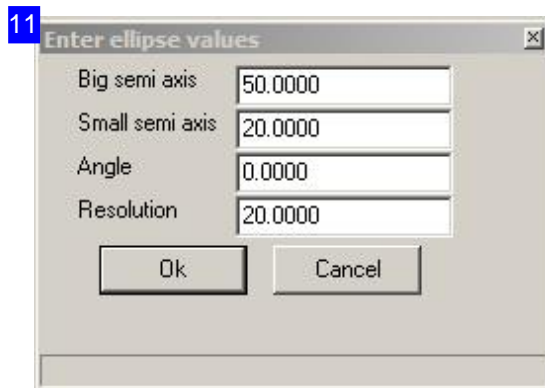 11
Enter ellipse values
Big semi axis 50.0000
Small semi axis 20.0000
Angle 0.0000
Resolution 20.0000
Ok Cancel